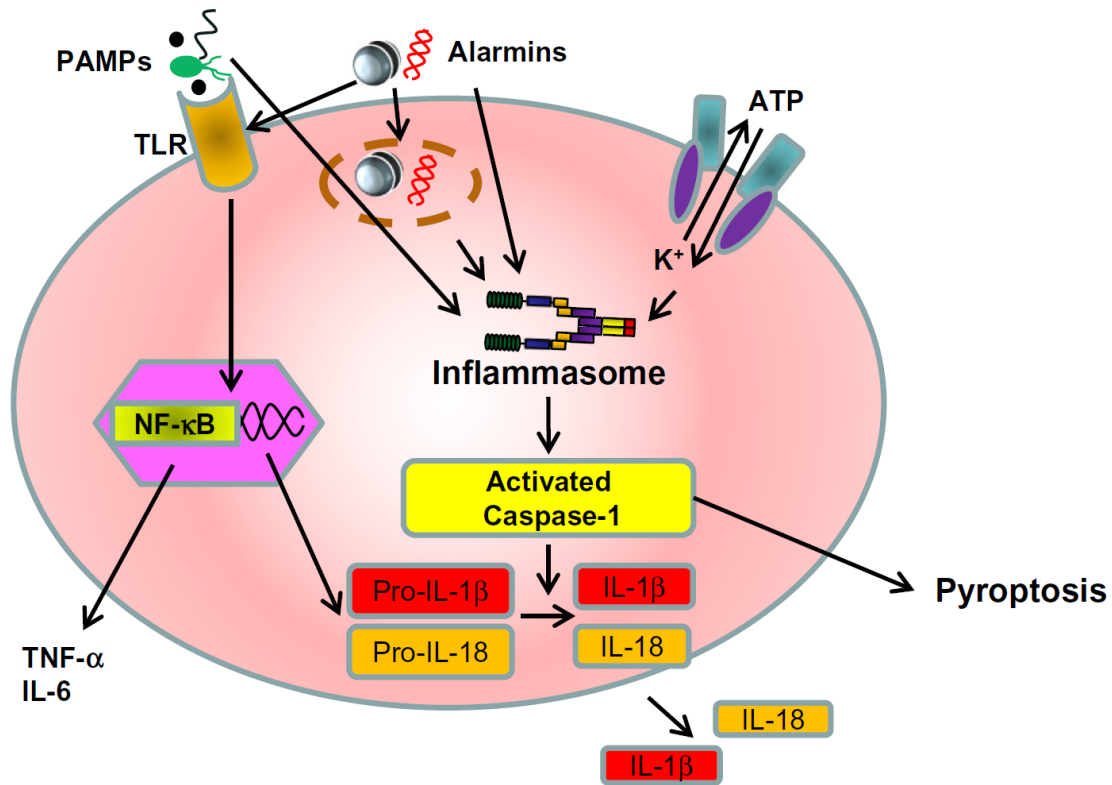 PAMPs
Alarmins
ATP
TLR
K⁺
Inflammasome
NF-κB
Activated
Caspase-1
Pro-IL-1β
IL-1β
Pyroptosis
Pro-IL-18
IL-18
TNF-α
IL-6
IL-18
IL-1β